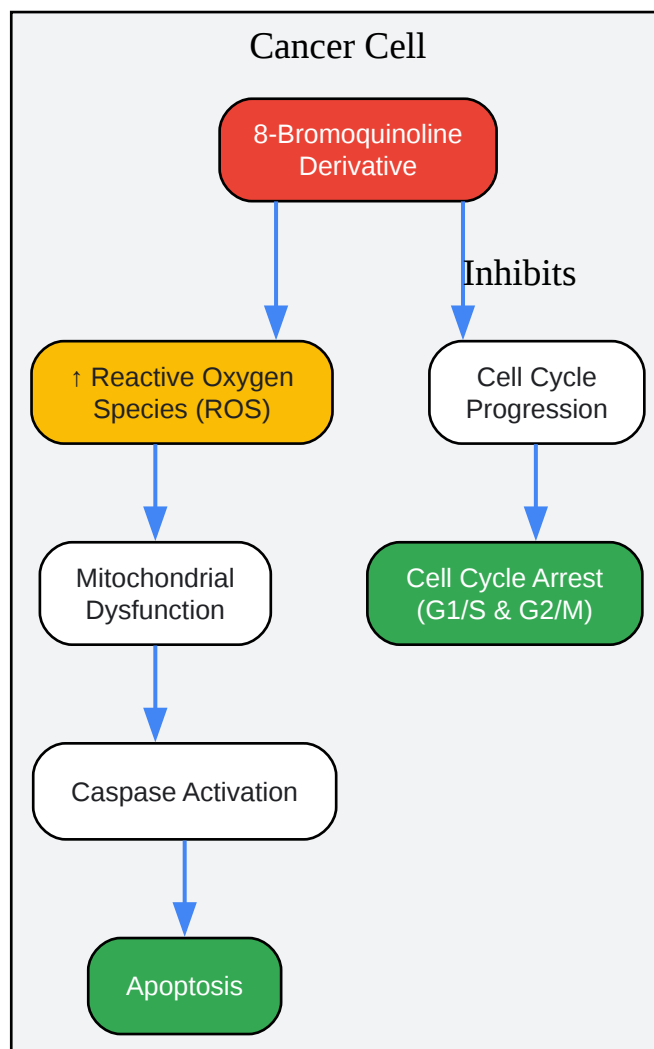 Cancer Cell
8-Bromoquinoline
Derivative
Inhibits
↑ Reactive Oxygen
Species (ROS)
Cell Cycle
Progression
Mitochondrial
Dysfunction
Cell Cycle Arrest
(G1/S & G2/M)
Caspase Activation
Apoptosis